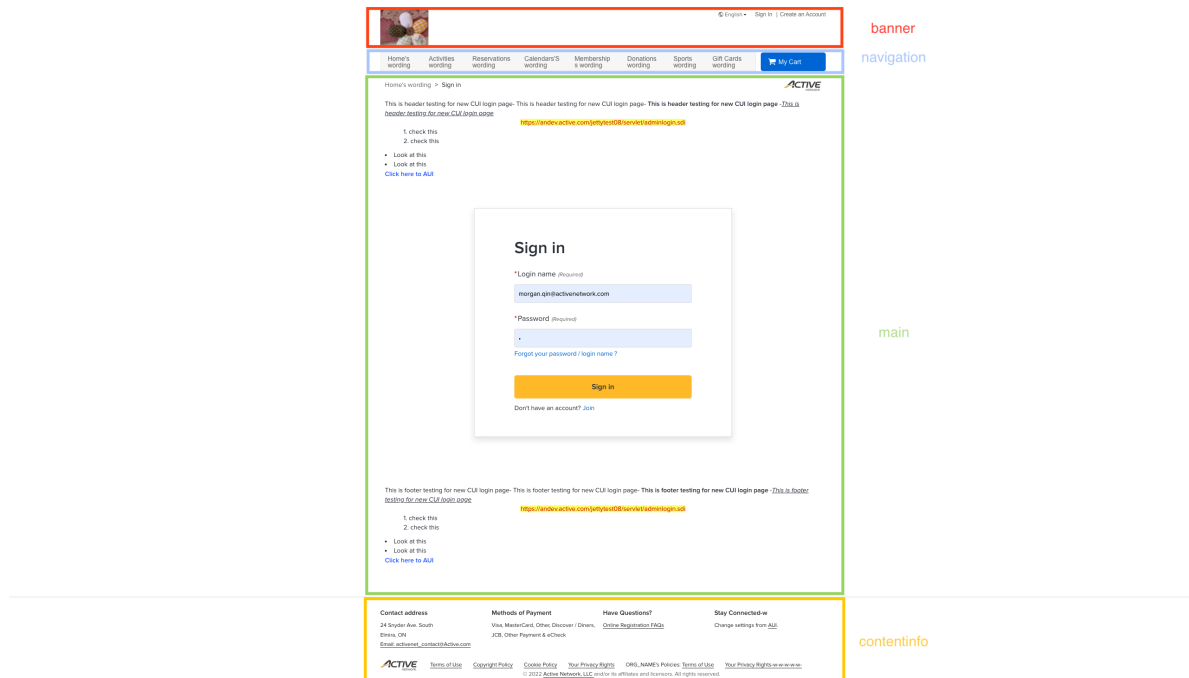 English
Sign In | Create an Account
banner
Home's wording
Activities wording
Reservations wording
Calendars'S wording
Membership s wording
Donations wording
Sports wording
Gift Cards wording
My Cart
navigation
Home's wording > Sign in
ACTIVE
This is header testing for new CUI login page- This is header testing for new CUI login page- This is header testing for new CUI login page -This is
header testing for new CUI login page
https://andev.active.com/jettytest08/servlet/adminlogin.sdi
1. check this
2. check this
• Look at this
• Look at this
Click here to AUI
Sign in
*Login name (Required)
morgan.qin@activenetwork.com
main
*Password (Required)
•
Forgot your password / login name ?
Sign in
Don't have an account? Join
This is footer testing for new CUI login page- This is footer testing for new CUI login page- This is footer testing for new CUI login page -This is footer
testing for new CUI login page
https://andev.active.com/jettytest08/servlet/adminlogin.sdi
1. check this
2. check this
• Look at this
• Look at this
Click here to AUI
Contact address
24 Snyder Ave. South
Elmira, ON
Email: activenet_contact@Active.com
Methods of Payment
Visa, MasterCard, Other, Discover / Diners,
JCB, Other Payment & eCheck
Have Questions?
Online Registration FAQs
Stay Connected-w
Change settings from AUI.
contentinfo
ACTIVE
Terms of Use
Copyright Policy
Cookie Policy
Your Privacy Rights
ORG_NAME's Policies: Terms of Use
Your Privacy Rights-w-w-w-w-w-
© 2022 Active Network, LLC and/or its affiliates and licensors. All rights reserved.